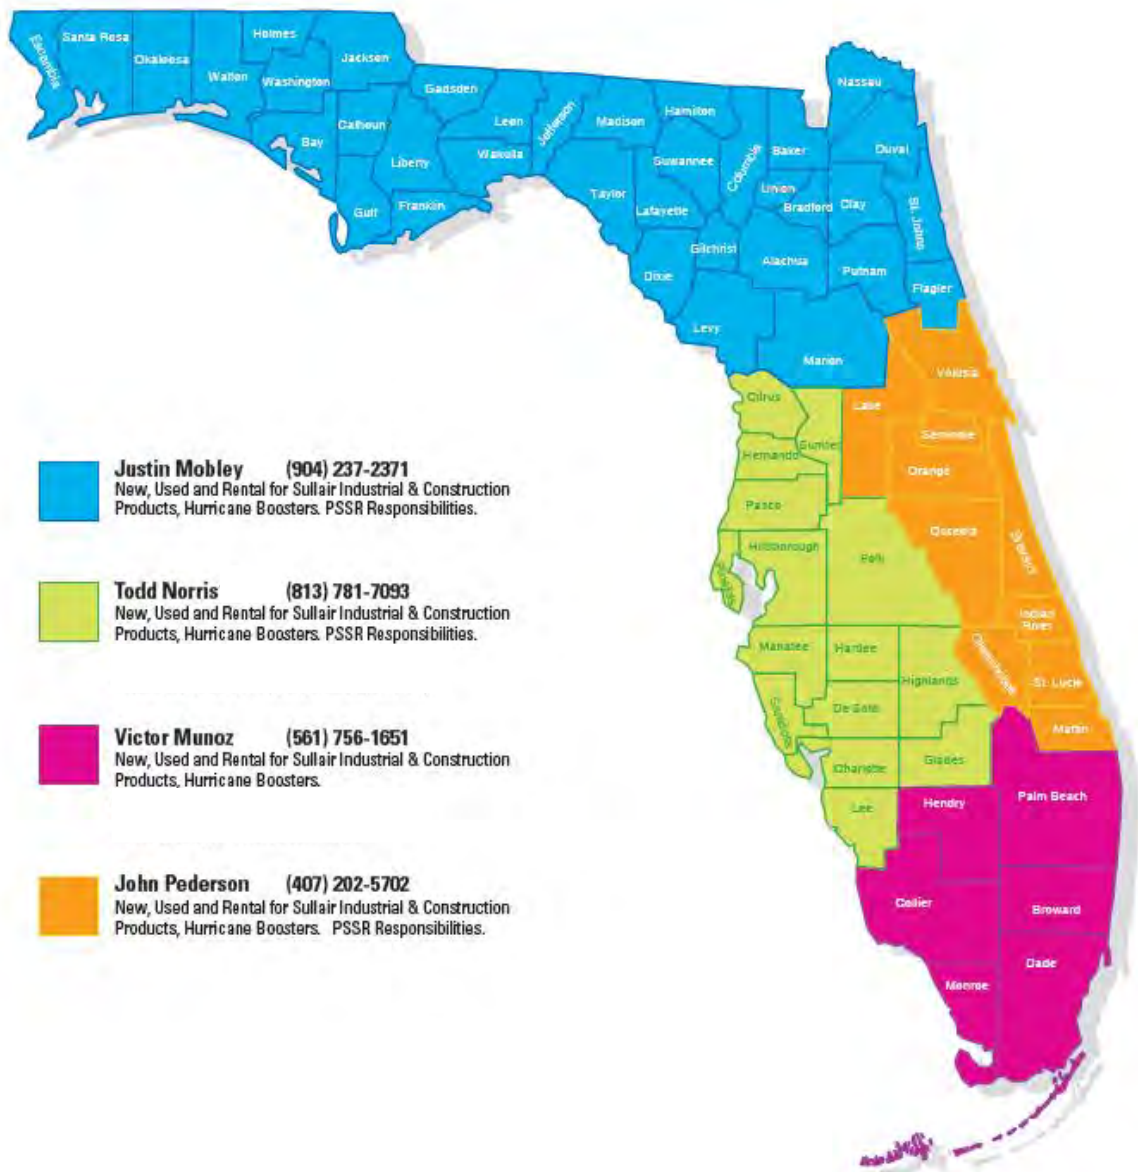 Escambia
Santa Rosa
Okaloosa
Walton
Holmes
Washington
Jackson
Bay
Calhoun
Gulf
Gadsden
Liberty
Franklin
Leon
Wakulla
Jefferson
Madison
Taylor
Hamilton
Suwannee
Lafayette
Dixie
Columbia
Gilchrist
Levy
Baker
Union
Bradford
Alachua
Marion
Nassau
Duval
Clay
St. Johns
Putnam
Flagler
Citrus
Sumter
Hernando
Pasco
Hillsborough
Pinellas
Polk
Manatee
Hardee
Highlands
Sarasota
De Soto
Charlotte
Glades
Lee
Lake
Volusia
Seminole
Orange
Osceola
Brevard
Indian
River
Okeechobee
St. Lucie
Martin
Hendry
Palm Beach
Collier
Broward
Dade
Monroe
Justin Mobley (904) 237-2371
New, Used and Rental for Sullair Industrial & Construction
Products, Hurricane Boosters. PSSR Responsibilities.
Todd Norris (813) 781-7093
New, Used and Rental for Sullair Industrial & Construction
Products, Hurricane Boosters. PSSR Responsibilities.
Victor Munoz (561) 756-1651
New, Used and Rental for Sullair Industrial & Construction
Products, Hurricane Boosters.
John Pederson (407) 202-5702
New, Used and Rental for Sullair Industrial & Construction
Products, Hurricane Boosters. PSSR Responsibilities.